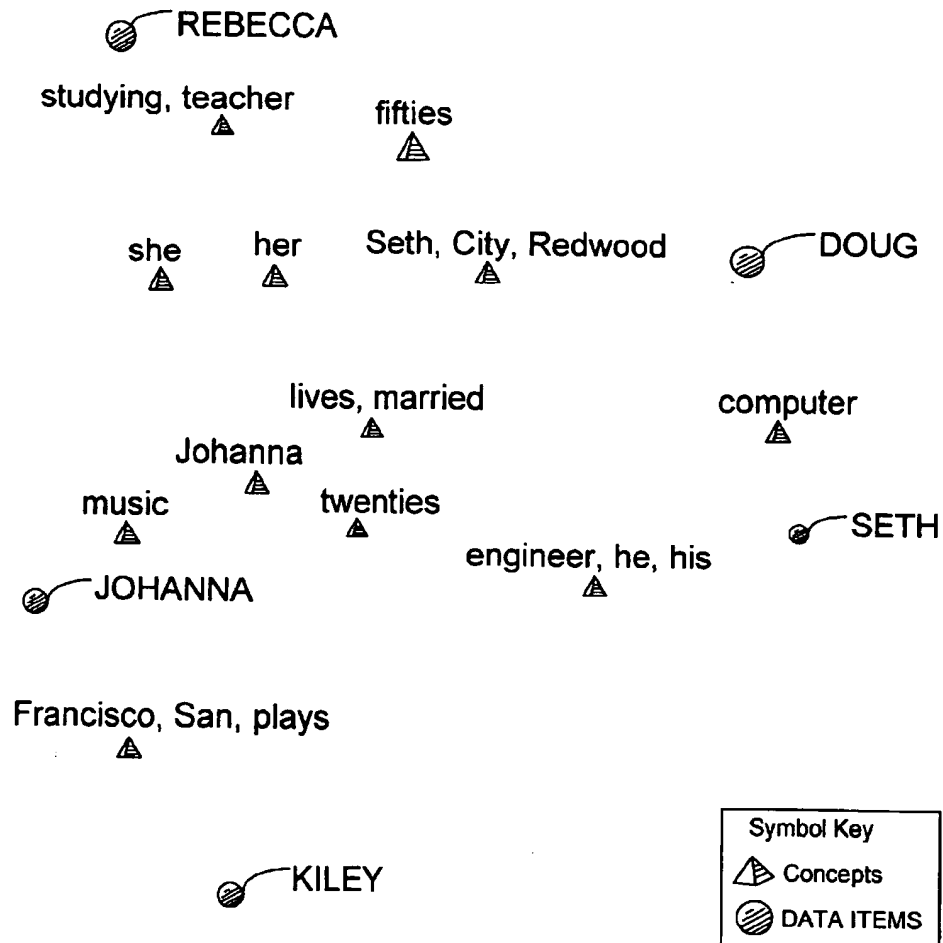 REBECCA
studying, teacher
fifties
she
her
Seth, City, Redwood
DOUG
lives, married
computer
Johanna
music
twenties
SETH
engineer, he, his
JOHANNA
Francisco, San, plays
Symbol Key
Concepts
KILEY
DATA ITEMS